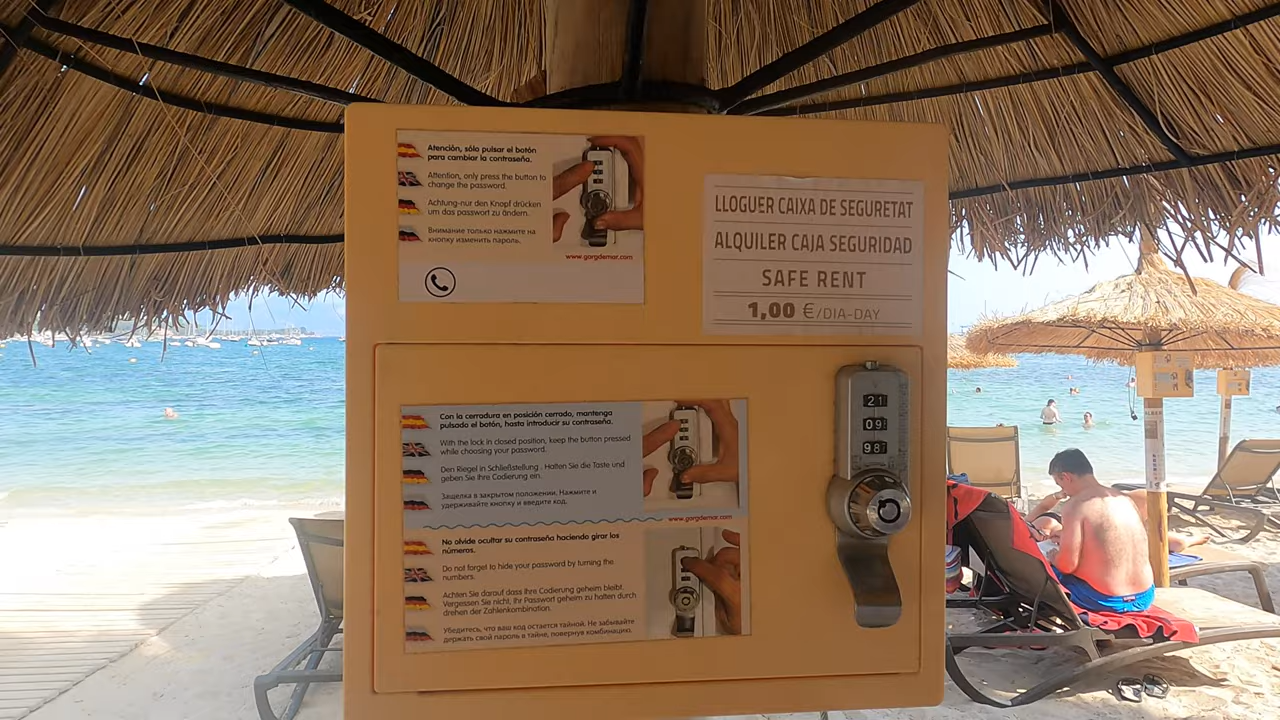 Atención, sólo pulsar el botón
para cambiar la contraseña.
Attention, only press the button to
change the password.
Achtung-nur den Knopf drücken
um das passwort zu ändern.
Внимание только нажмите на
кнопку изменить пароль.
www.gorgdemar.com
LLOGUER CAIXA DE SEGURETAT
ALQUILER CAJA SEGURIDAD
SAFE RENT
1,00 €/DIA-DAY
Con la cerradura en posición cerrado, mantenga
pulsado el botón, hasta introducir su contraseña.
With the lock in closed position, keep the button pressed
while choosing your password.
Den Riegel in Schließstellung. Halten Sie die Taste und
geben Sie Ihre Codierung ein.
Защелка в закрытом положении. Нажмите и
удерживайте кнопку и введите код.
www.gorgdemar.com
No olvide ocultar su contraseña haciendo girar los
números.
Do not forget to hide your password by turning the
numbers.
Achten Sie darauf dass Ihre Codierung geheim bleibt.
Vergessen Sie nicht, Ihr Passwort geheim zu halten durch
drehen der Zahlenkombination.
Убедитесь, что ваш код остается тайной. Не забывайте
держать свой пароль в тайне, повернув комбинацию.
21
09
98